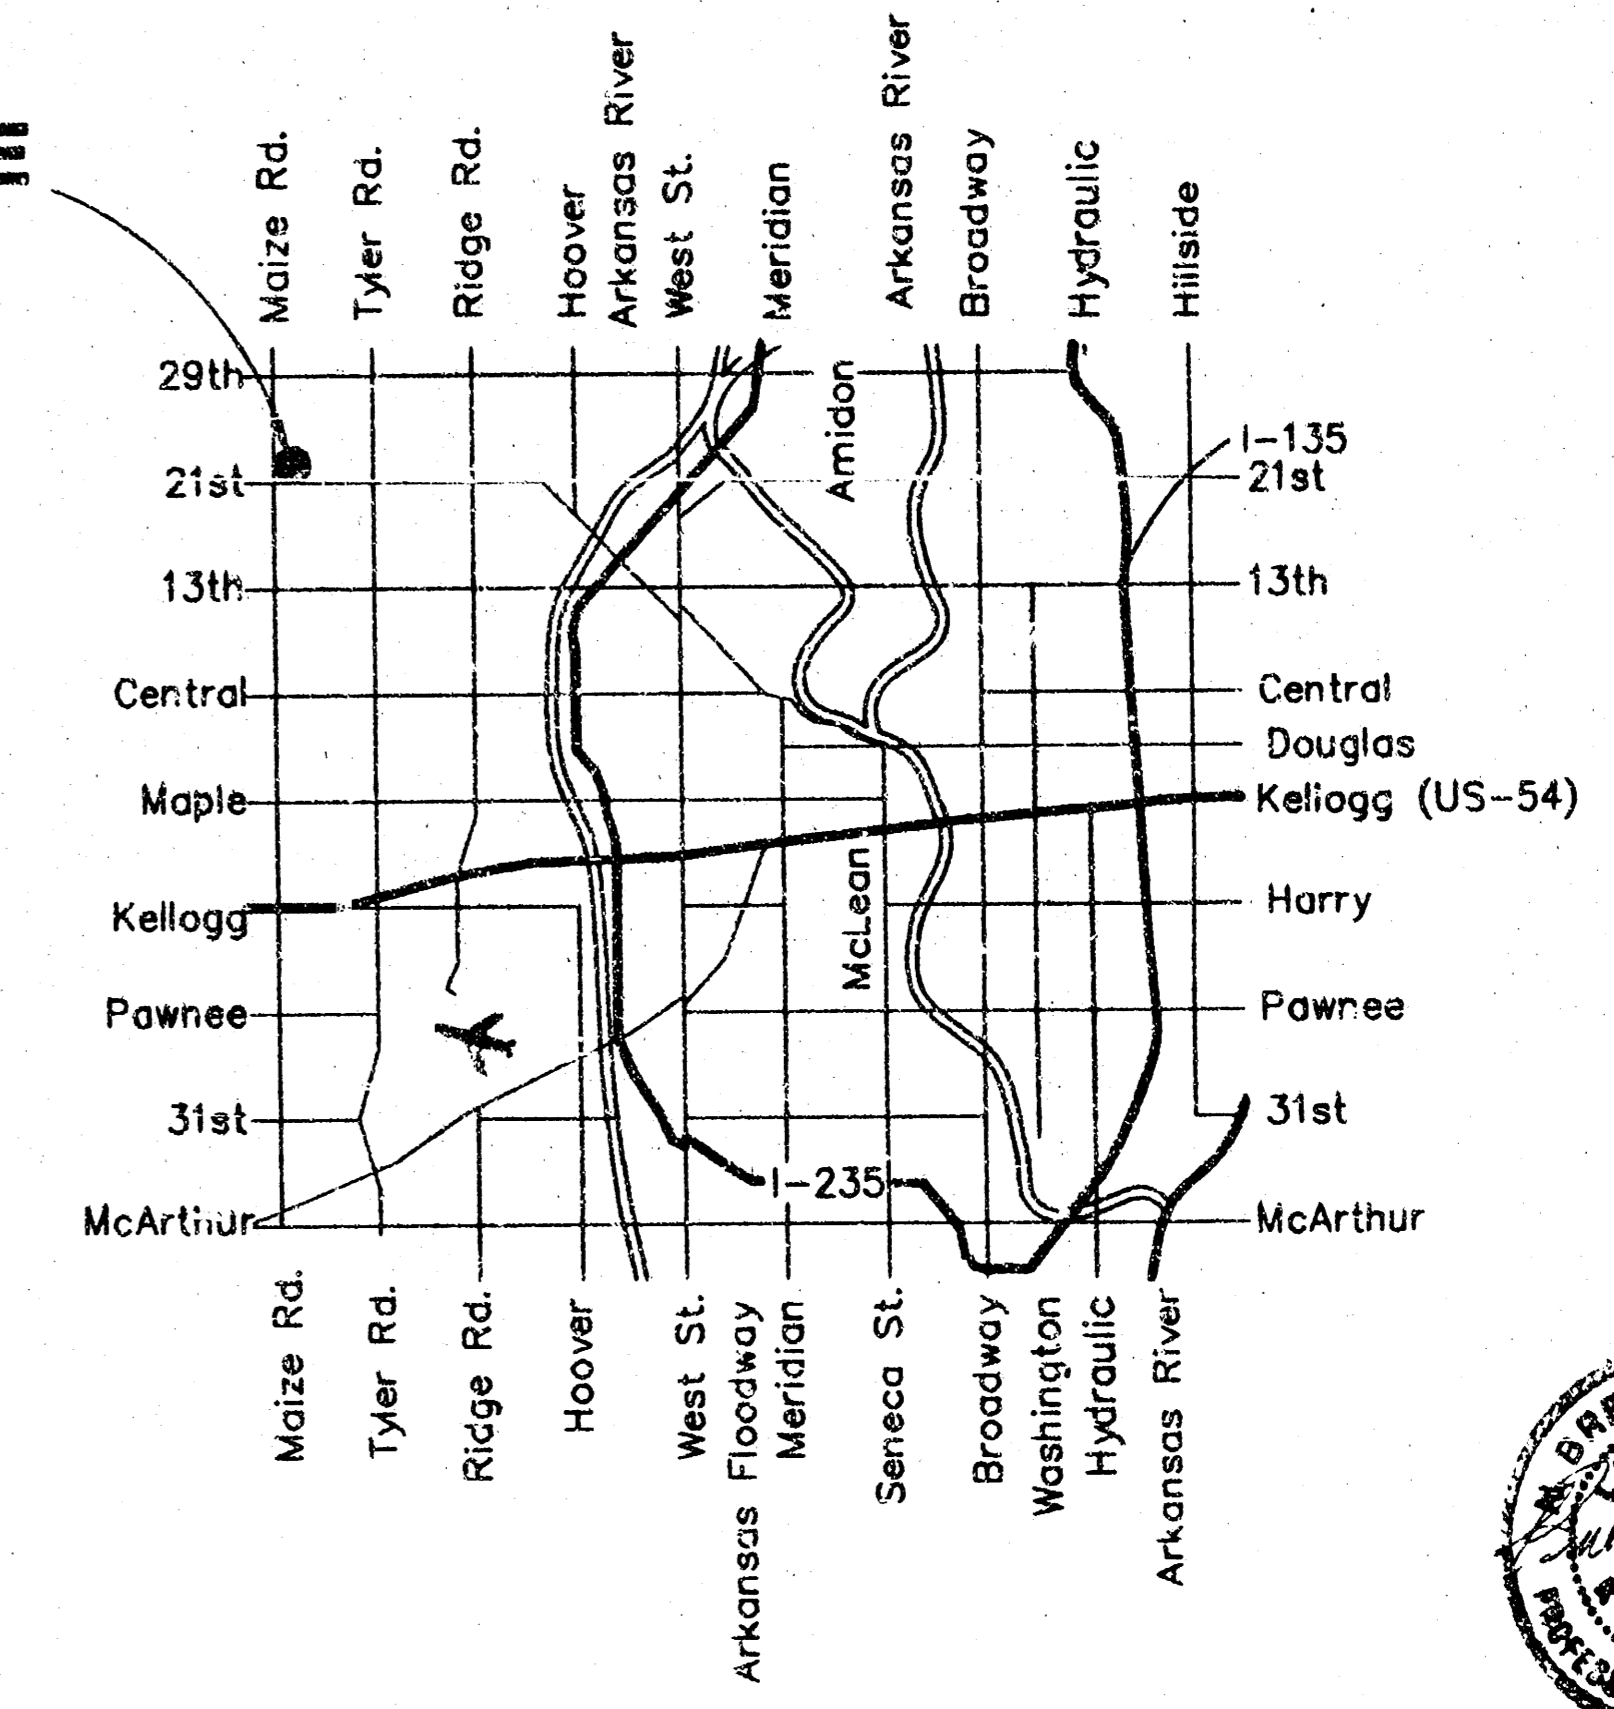 Maize Rd.
Tyler Rd.
Ridge Rd.
Hoover
Arkansas River
West St.
Meridian
Arkansas River
Broadway
Hydraulic
Hillside
29th
Amidon
I-135
21st
21st
13th
13th
Central
Central
Douglas
Maple
Kellogg (US-54)
McLean
Kellogg
Harry
Pawnee
Pawnee
31st
31st
I-235
McArthur
McArthur
Maize Rd.
Tyler Rd.
Ridge Rd.
Hoover
West St.
Arkansas Floodway
Meridian
Seneca St.
Broadway
Washington
Hydraulic
Arkansas River